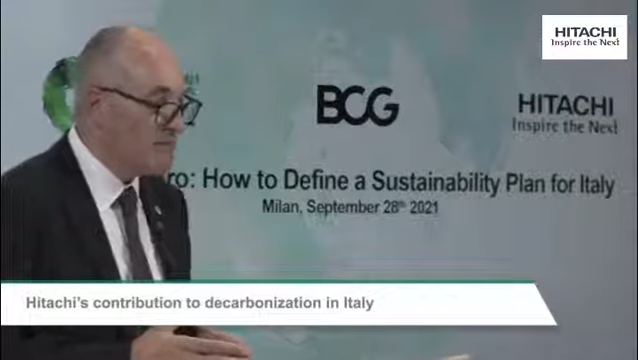 HITACHI
Inspire the Next
BCG
HITACHI
Inspire the Next
ro: How to Define a Sustainability Plan for Italy
Milan, September 28th 2021
Hitachi's contribution to decarbonization in Italy